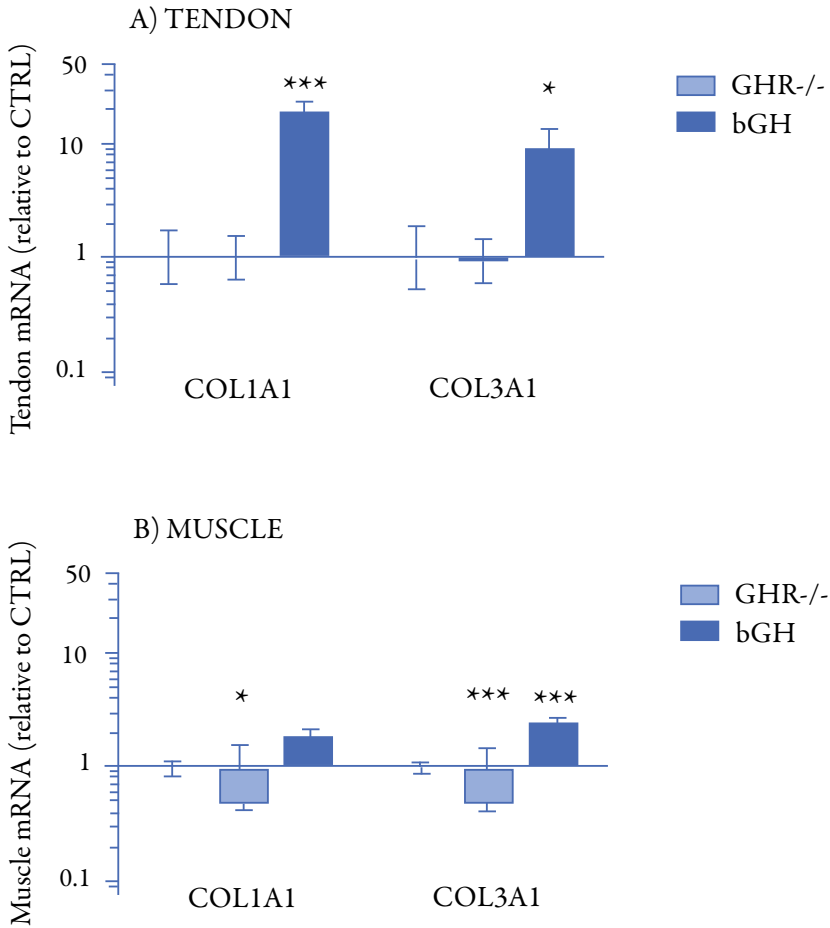 A) TENDON
Tendon mRNA (relative to CTRL)
50
10
1
0.1
***
*
GHR-/-
bGH
COL1A1
COL3A1
B) MUSCLE
Muscle mRNA (relative to CTRL)
50
10
1
0.1
*
***
***
GHR-/-
bGH
COL1A1
COL3A1